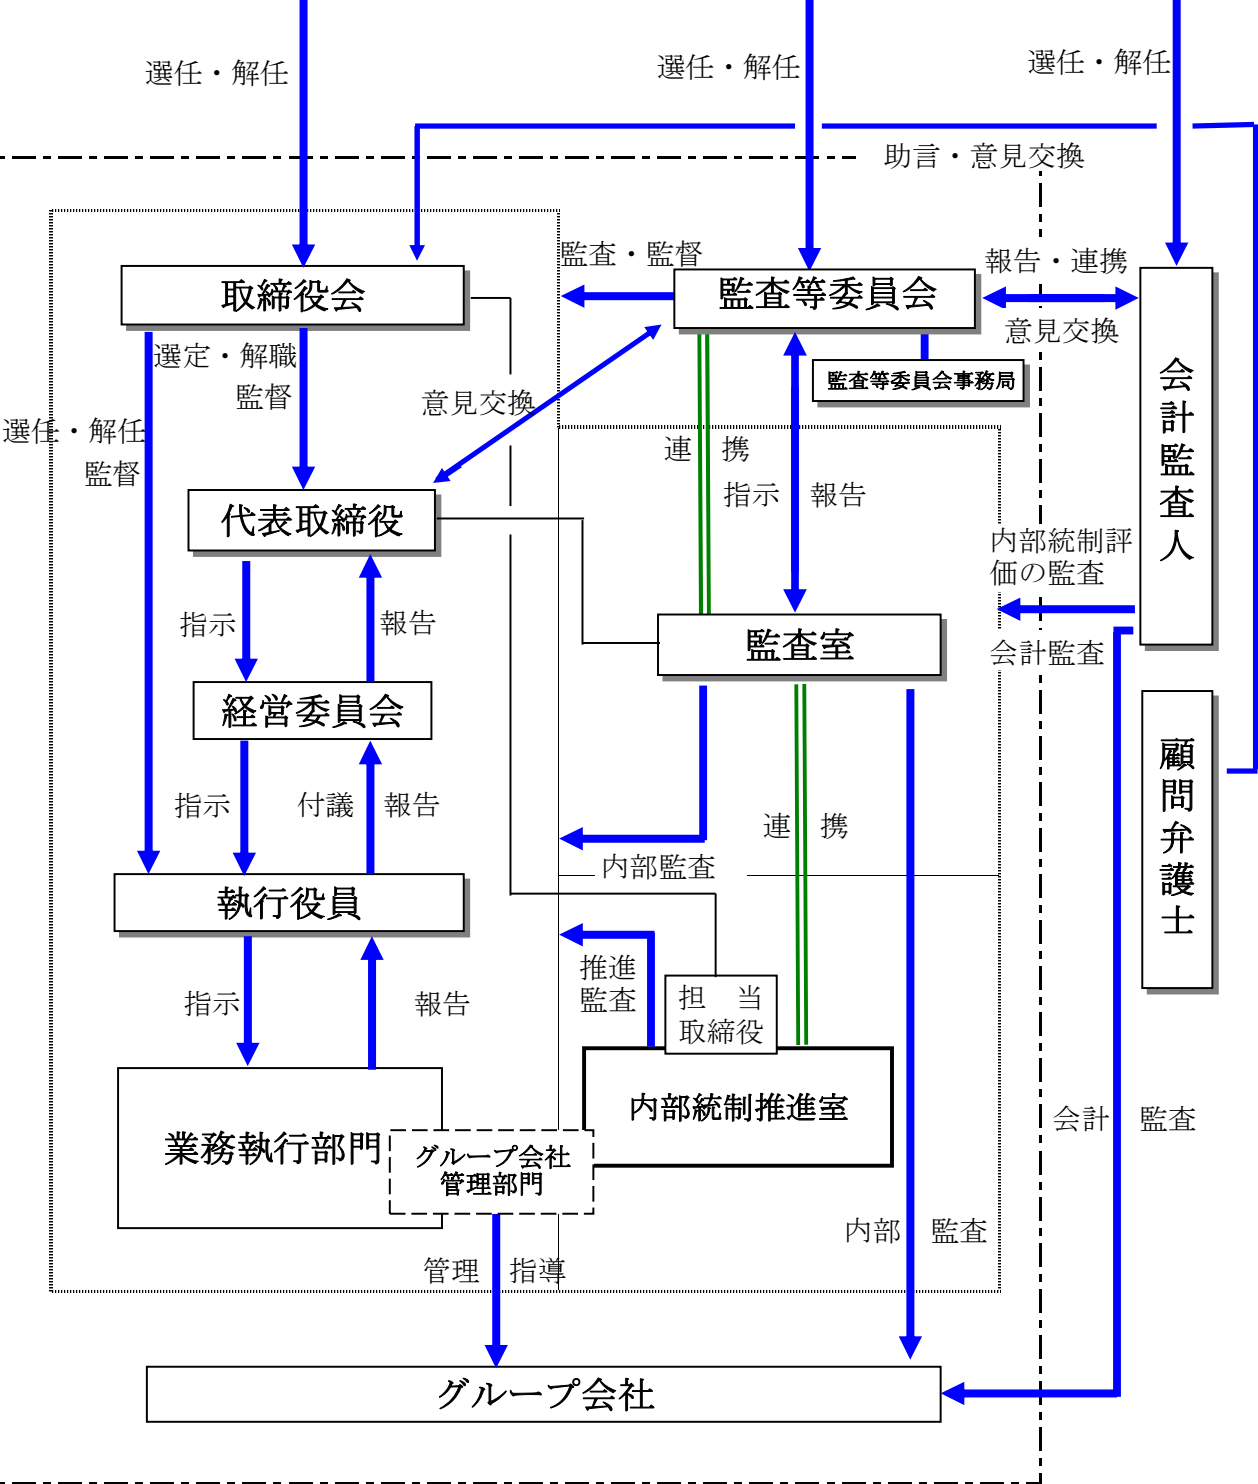 選任・解任
選任・解任
選任・解任
助言・意見交換
監査・監督
報告・連携
意見交換
取締役会
監査等委員会
監査等委員会事務局
会計監査人
選定・解職
監督
意見交換
選任・解任
監督
連　携
指示　報告
代表取締役
内部統制評
価の監査
会計監査
指示
報告
監査室
経営委員会
顧問弁護士
指示
付議　報告
連　携
内部監査
執行役員
推進
監査
担　当
取締役
指示
報告
内部統制推進室
業務執行部門
グループ会社
管理部門
会計　監査
内部　監査
管理　指導
グループ会社